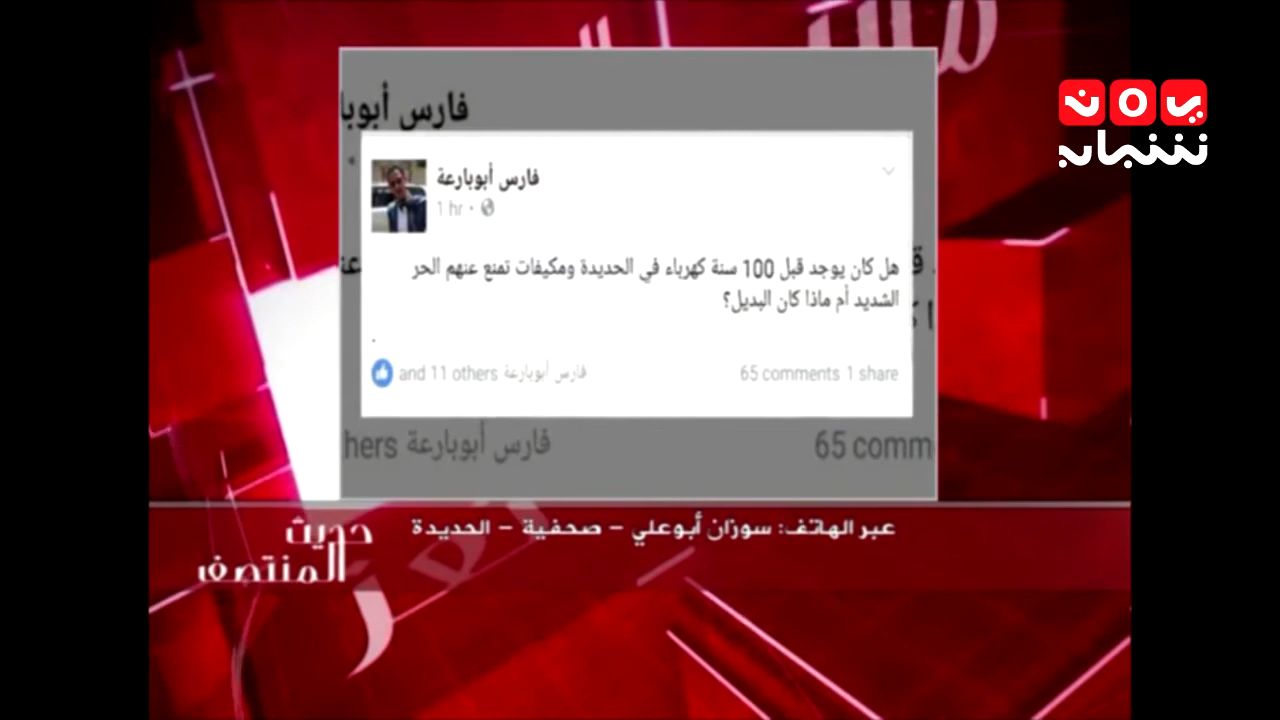 فارس أبوبا
يمن
شباب
فارس أبوبارعة
1 hr
هل كان يوجد قبل 100 سنة كهرباء في الحديدة ومكيفات تمنع عنهم الحر
الشديد أم ماذا كان البديل؟
.
and 11 others فارس أبوبارعة
65 comments 1 share
hers فارس أبوبارعة
65 comm
عبر الهاتف: سوزان أبوعلي - صحفية - الحديدة
حديث
المنتصف
تعز